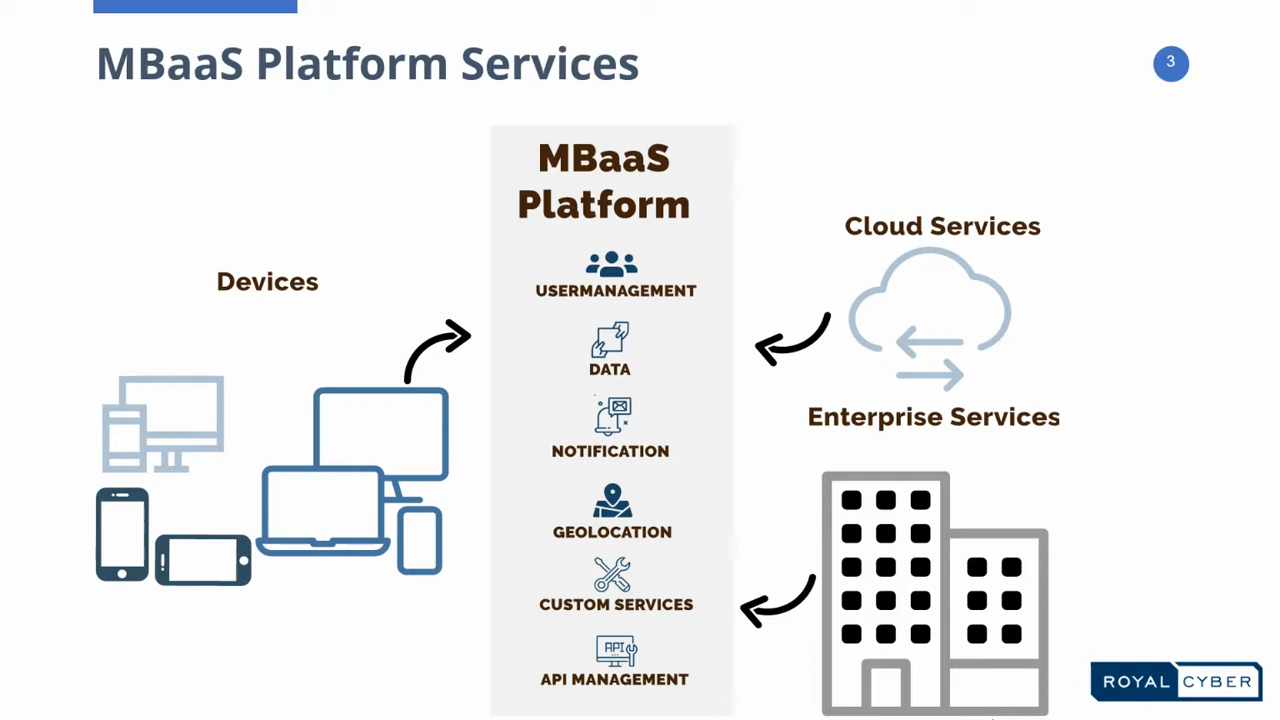 MBaaS Platform Services
3
MBaaS
Platform
USERMANAGEMENT
DATA
NOTIFICATION
GEOLOCATION
CUSTOM SERVICES
API
API MANAGEMENT
Devices
Cloud Services
Enterprise Services
ROYAL CYBER